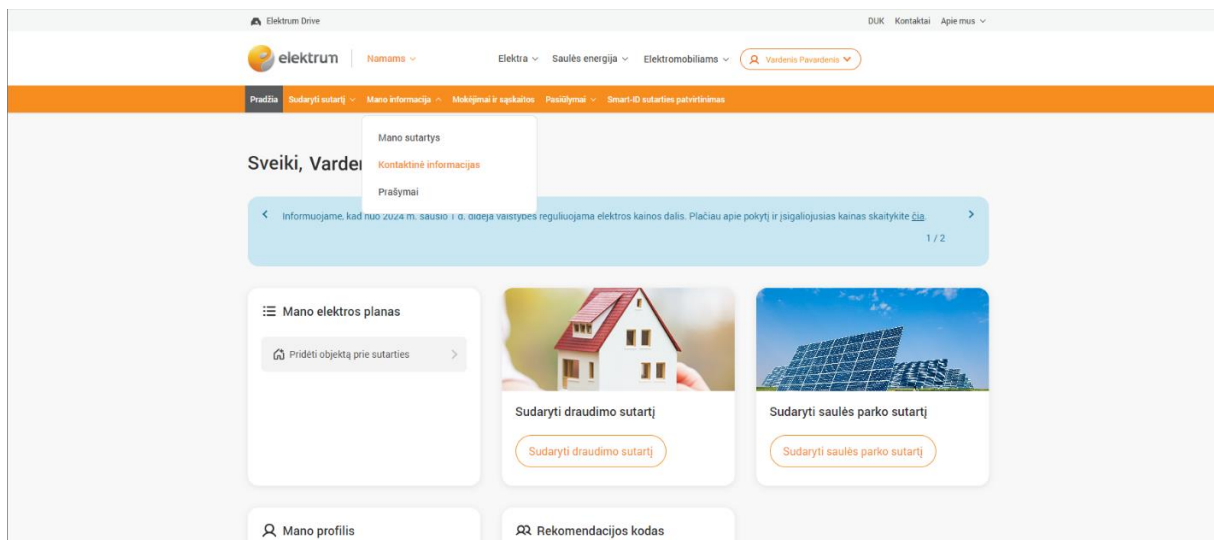 Elektrum Drive
DUK Kontaktai Apie mus
elektrum
Namams
Elektra Saulės energija Elektromobiliams Vardenis Pavardenis
Pradžia Sudaryti sutartį Mano informacija Mokėjimai ir sąskaitos Pasiūlymai Smart-ID sutarties patvirtinimas
Mano sutartys
Kontaktinė informacijas
Prašymai
Sveiki, Varde
Informuojame, kad nuo 2024 m. sausio 1 d. didėja valstybės reguliuojama elektros kainos dalis. Plačiau apie pokytį ir įsigaliojusias kainas skaitykite čia.
1 / 2
Mano elektros planas
Pridėti objektą prie sutarties
Sudaryti draudimo sutartį
Sudaryti draudimo sutartį
Sudaryti saulės parko sutartį
Sudaryti saulės parko sutartį
Mano profilis
Rekomendacijos kodas